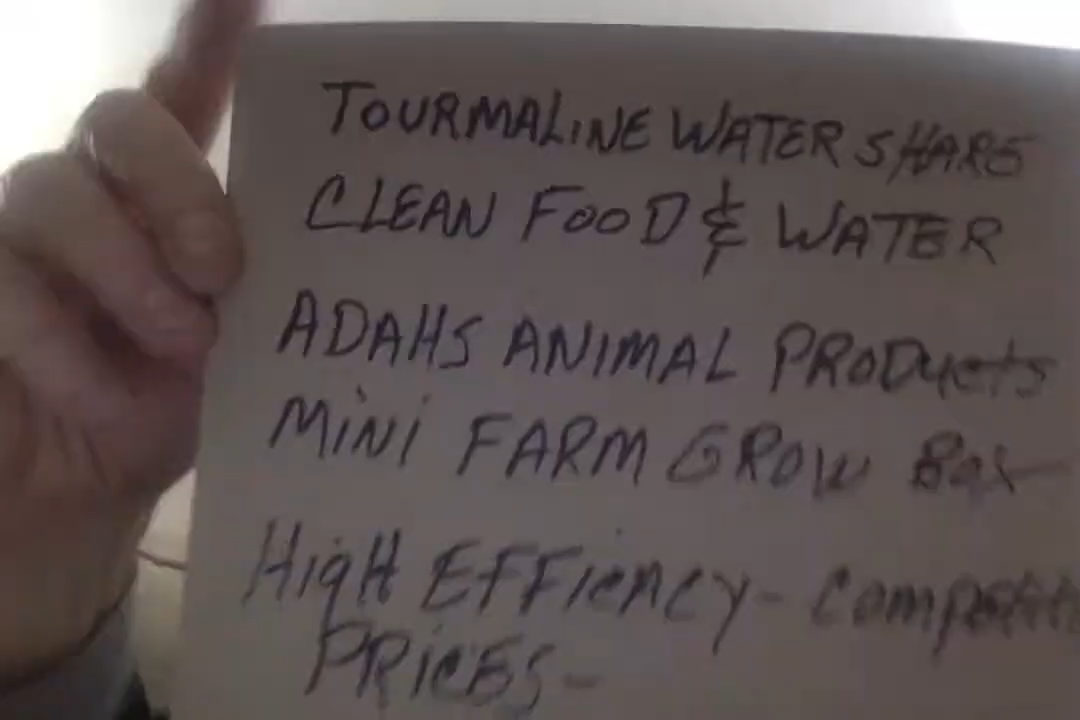 TOURMALINE WATER SHARE
CLEAN FOOD & WATER
ADAHS ANIMAL PRODucts
MiNi FARM GROW Box
HigH EFFiENCY -
PRiCES -